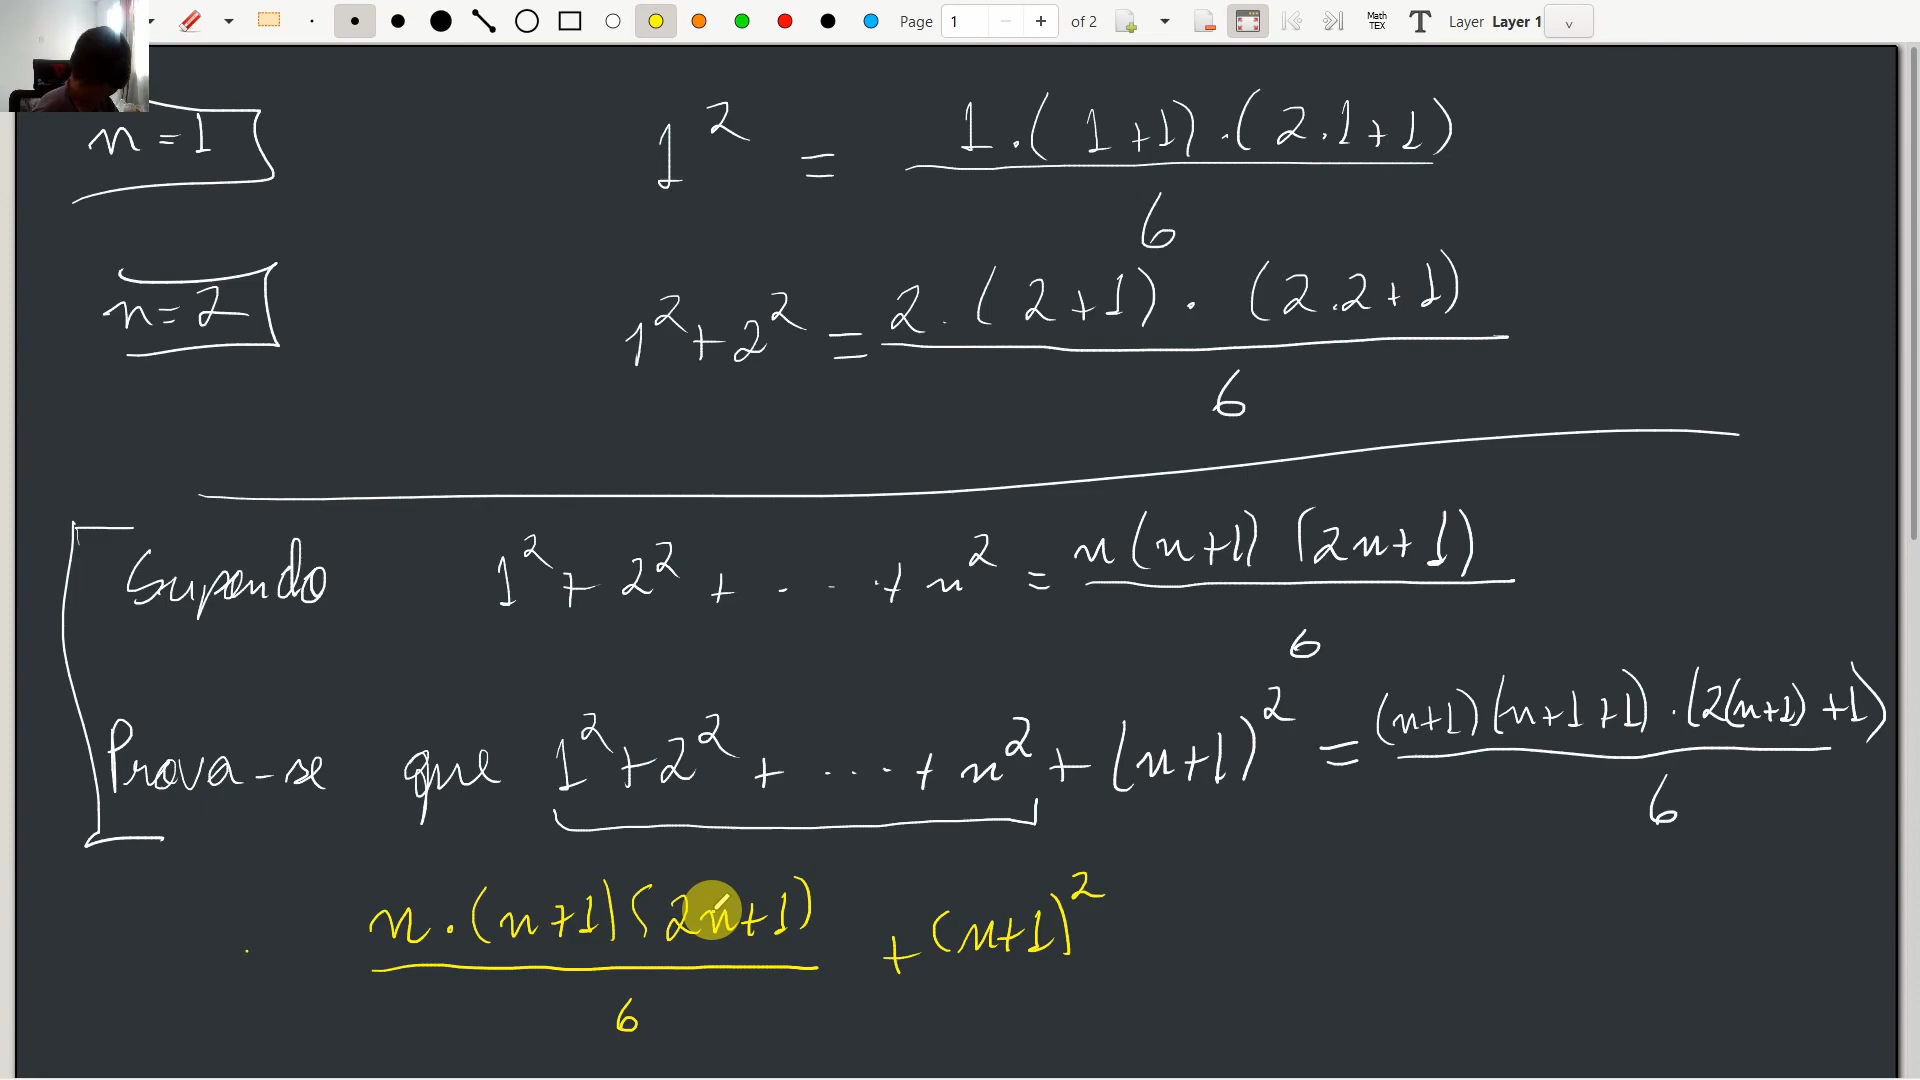 Page 1 of 2 Math TEX T Layer Layer 1
n=1 1² = 1.(1+1).(2.1+1) / 6
n=2 1²+2² = 2.(2+1).(2.2+1) / 6
Supondo 1²+2²+...+n² = n(n+1)(2n+1) / 6
Prova-se que 1²+2²+....+n²+(n+1)² = (n+1)(n+1+1).(2(n+1)+1) / 6
n.(n+1)(2n+1) / 6 +(n+1)²